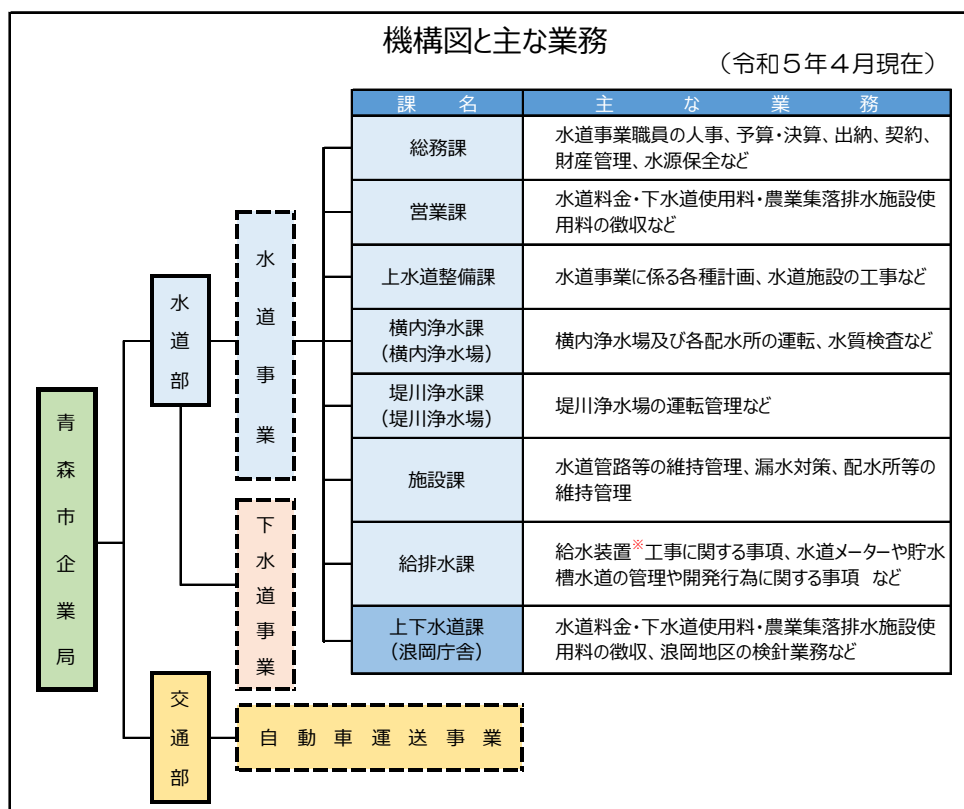 機構図と主な業務
(令和5年4月現在)
課名 主な業務
総務課
水道事業職員の人事、予算・決算、出納、契約、
財産管理、水源保全など
営業課
水道料金・下水道使用料・農業集落排水施設使
用料の徴収など
上水道整備課
水道事業に係る各種計画、水道施設の工事など
横内浄水課
(横内浄水場)
横内浄水場及び各配水所の運転、水質検査など
堤川浄水課
(堤川浄水場)
堤川浄水場の運転管理など
施設課
水道管路等の維持管理、漏水対策、配水所等の
維持管理
給排水課
給水装置※工事に関する事項、水道メーターや貯水
槽水道の管理や開発行為に関する事項 など
上下水道課
(浪岡庁舎)
水道料金・下水道使用料・農業集落排水施設使
用料の徴収、浪岡地区の検針業務など
青森市企業局
水道部
水道事業
下水道事業
交通部
自動車運送事業